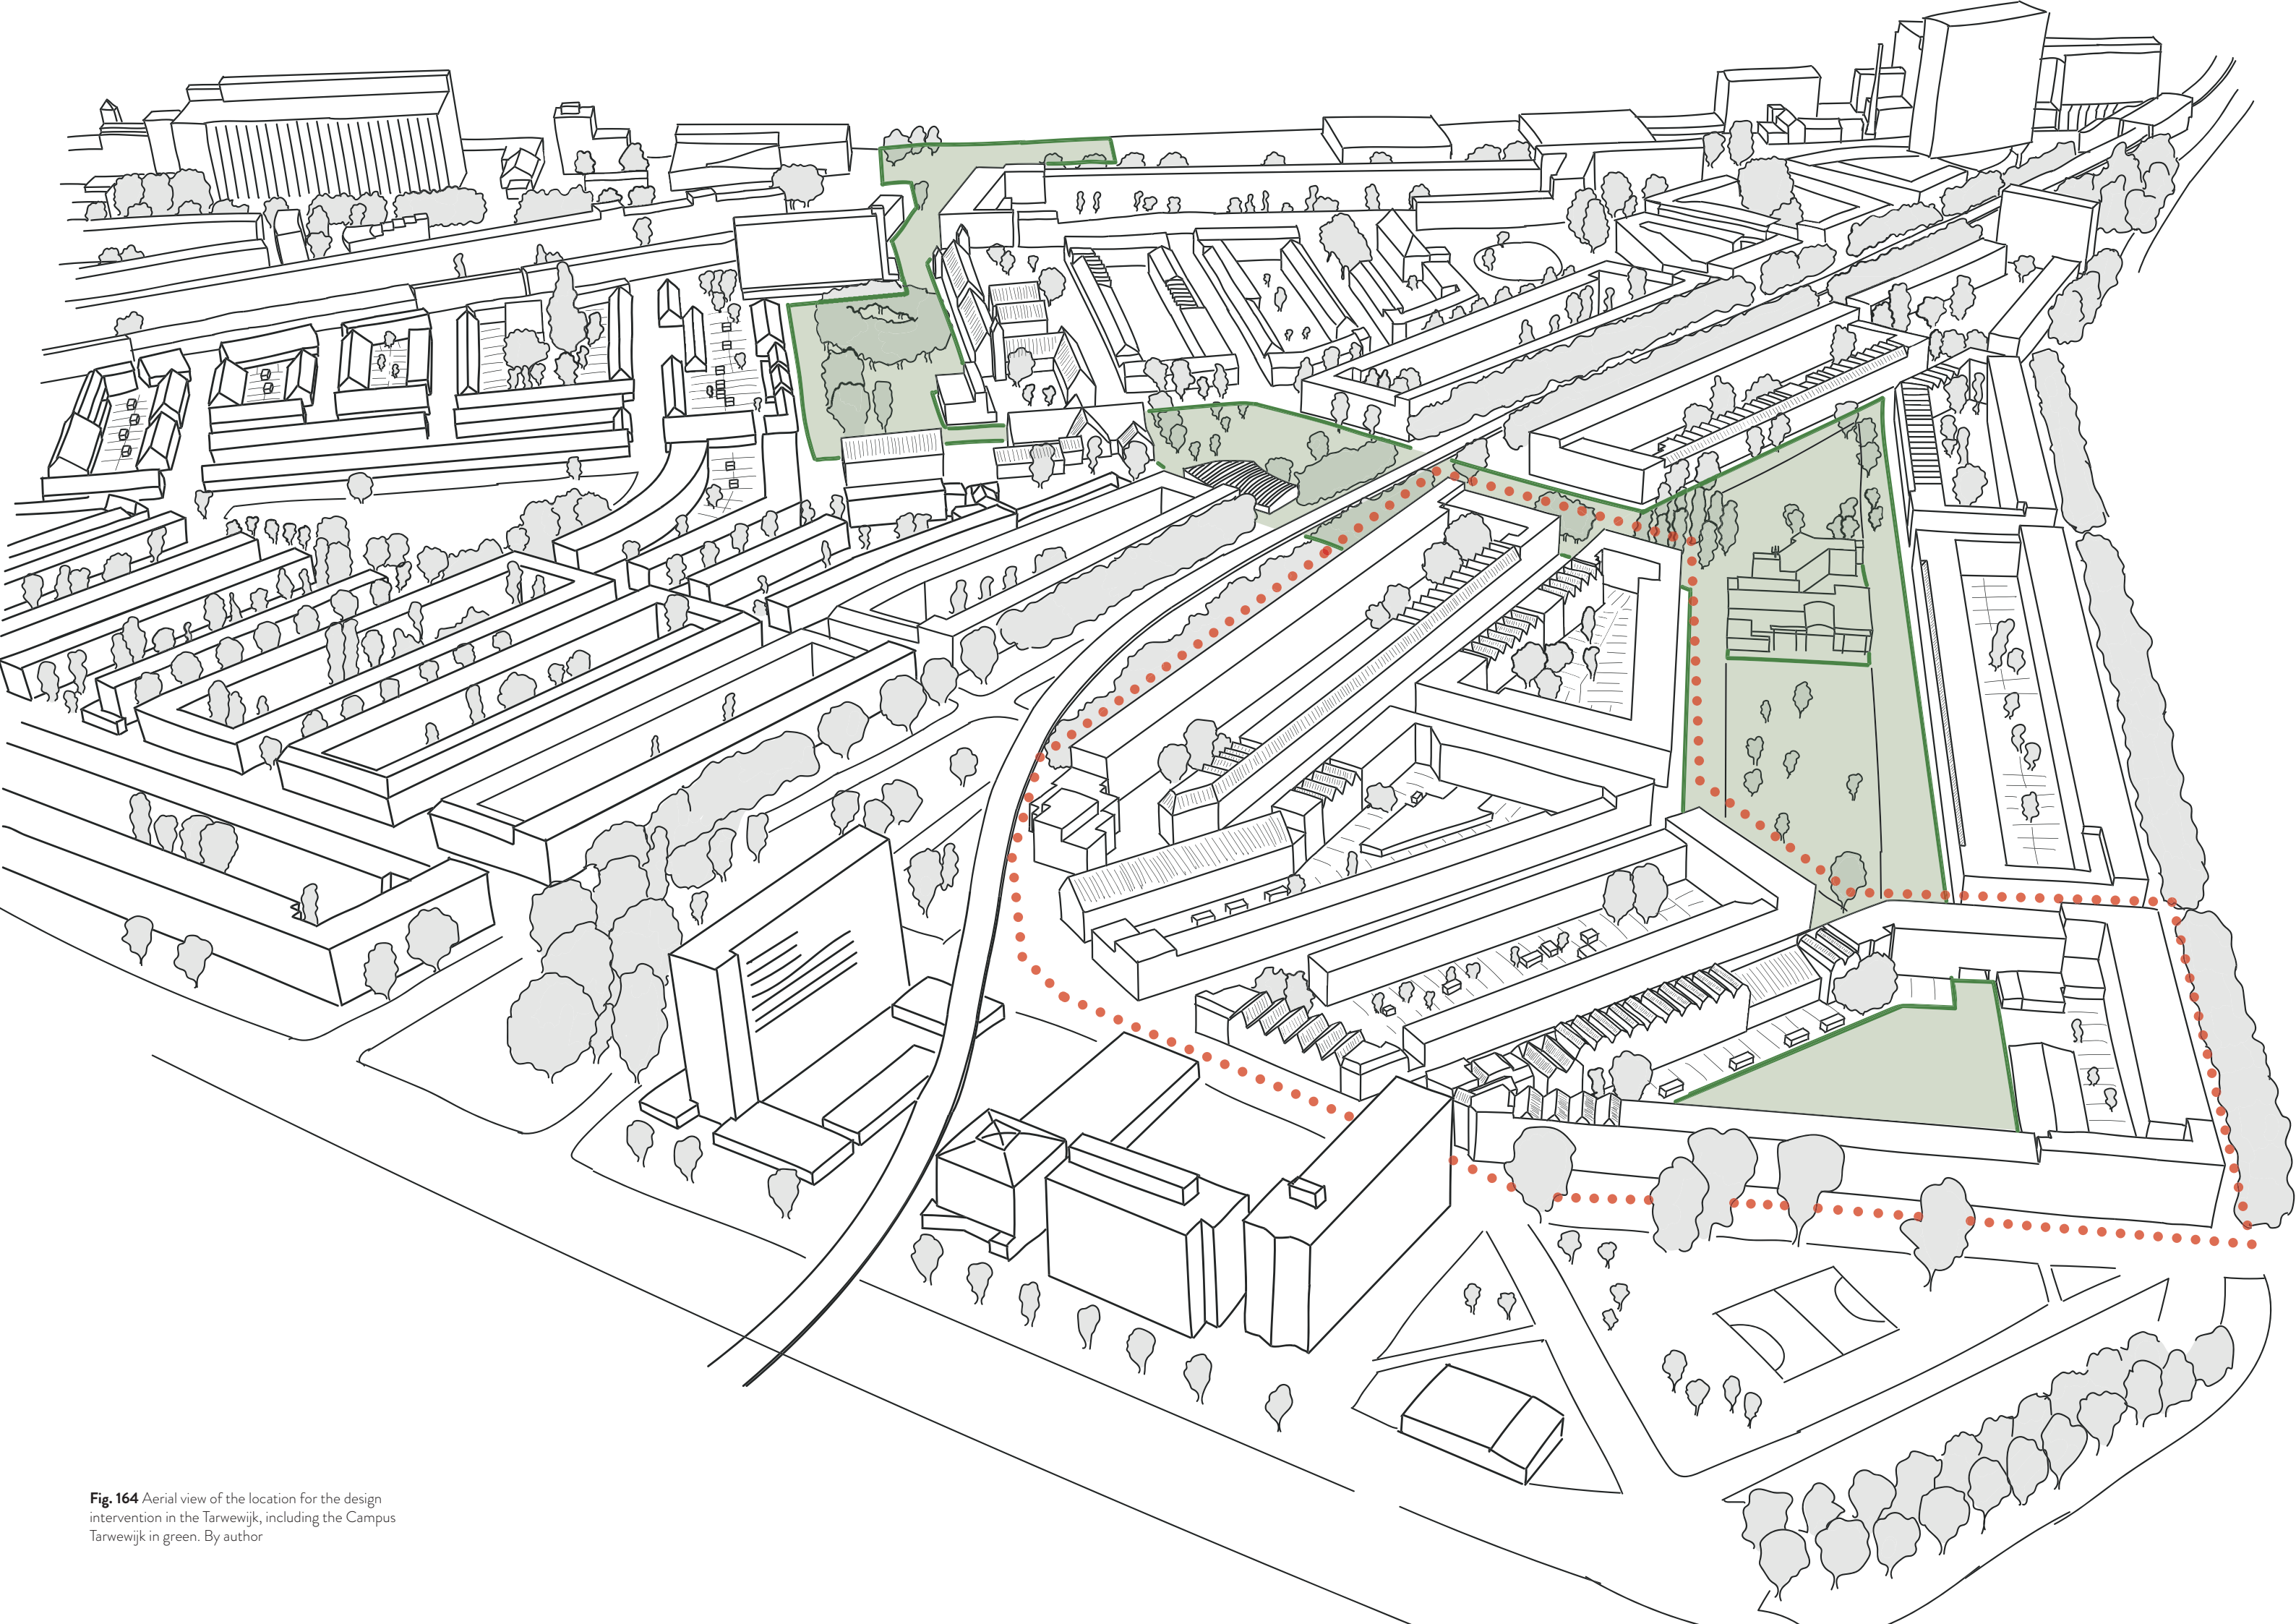 Fig. 164 Aerial view of the location for the design
intervention in the Tarwewijk, including the Campus
Tarwewijk in green. By author